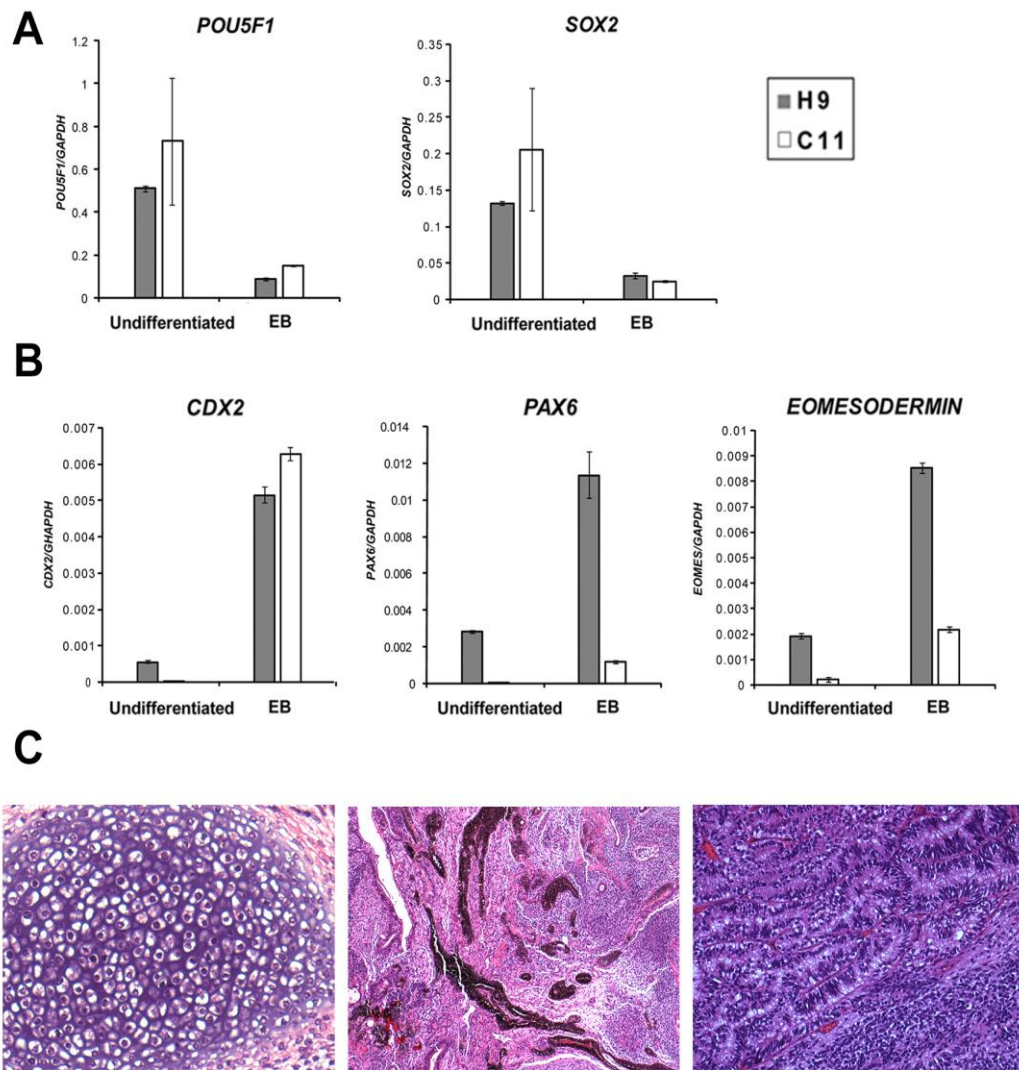 A
POU5F1
SOX2
H9
C11
POU5F1/GAPDH
1.2
1
0.8
0.6
0.4
0.2
0
Undifferentiated EB
SOX2/GAPDH
0.35
0.3
0.25
0.2
0.15
0.1
0.05
0
Undifferentiated EB
B
CDX2
PAX6
EOMESODERMIN
CDX2/GHAPDH
0.007
0.006
0.005
0.004
0.003
0.002
0.001
0
Undifferentiated EB
PAX6/GAPDH
0.014
0.012
0.01
0.008
0.006
0.004
0.002
0
Undifferentiated EB
EOMES/GAPDH
0.01
0.009
0.008
0.007
0.006
0.005
0.004
0.003
0.002
0.001
0
Undifferentiated EB
C